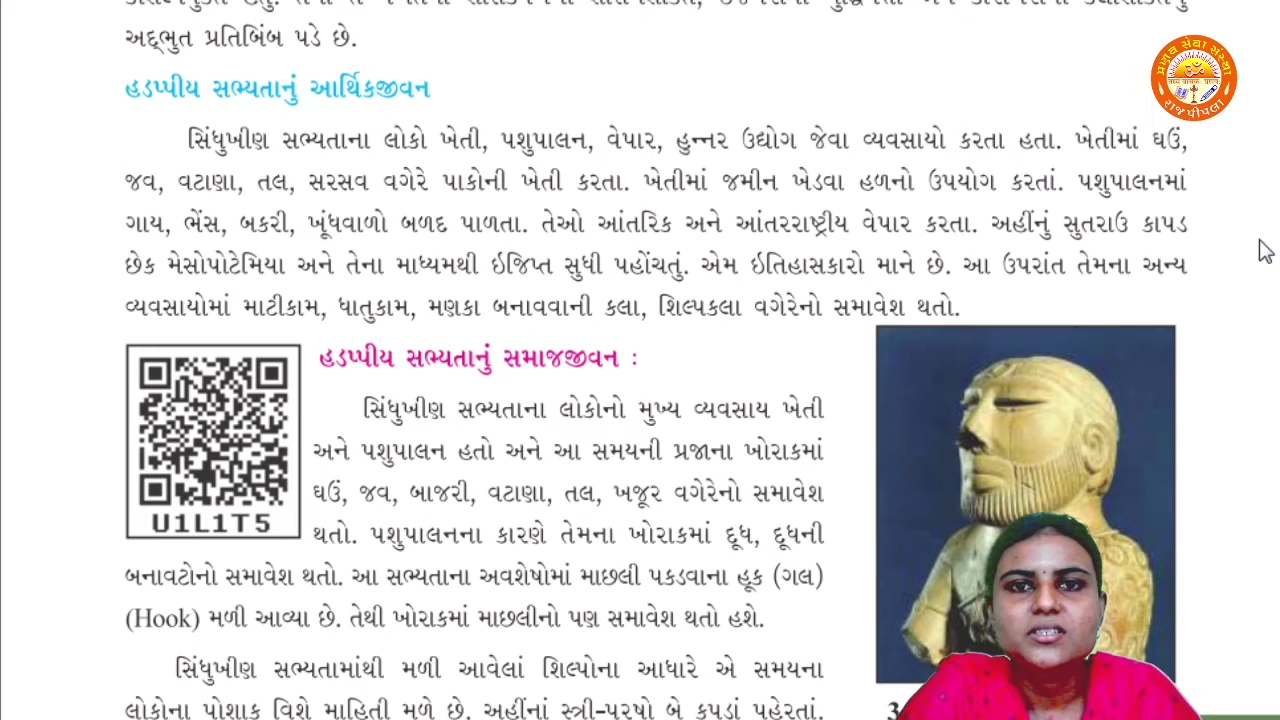 અદ્ભુત પ્રતિબિંબ પડે છે.
હડપ્પીય સભ્યતાનું આર્થિકજીવન
સિંધુખીણ સભ્યતાના લોકો ખેતી, પશુપાલન, વેપાર, હુન્નર ઉદ્યોગ જેવા વ્યવસાયો કરતા હતા. ખેતીમાં ઘઉં,
જવ, વટાણા, તલ, સરસવ વગેરે પાકોની ખેતી કરતા. ખેતીમાં જમીન ખેડવા હળનો ઉપયોગ કરતાં. પશુપાલનમાં
ગાય, ભેંસ, બકરી, ખૂંધવાળો બળદ પાળતા. તેઓ આંતરિક અને આંતરરાષ્ટ્રીય વેપાર કરતા. અહીંનું સુતરાઉ કાપડ
છેક મેસોપોટેમિયા અને તેના માધ્યમથી ઇજિપ્ત સુધી પહોંચતું. એમ ઇતિહાસકારો માને છે. આ ઉપરાંત તેમના અન્ય
વ્યવસાયોમાં માટીકામ, ધાતુકામ, મણકા બનાવવાની કલા, શિલ્પકલા વગેરેનો સમાવેશ થતો.
હડપ્પીય સભ્યતાનું સમાજજીવન :
સિંધુખીણ સભ્યતાના લોકોનો મુખ્ય વ્યવસાય ખેતી
અને પશુપાલન હતો અને આ સમયની પ્રજાના ખોરાકમાં
ઘઉં, જવ, બાજરી, વટાણા, તલ, ખજૂર વગેરેનો સમાવેશ
થતો. પશુપાલનના કારણે તેમના ખોરાકમાં દૂધ, દૂધની
બનાવટોનો સમાવેશ થતો. આ સભ્યતાના અવશેષોમાં માછલી પકડવાના હૂક (ગલ)
(Hook) મળી આવ્યા છે. તેથી ખોરાકમાં માછલીનો પણ સમાવેશ થતો હશે.
સિંધુખીણ સભ્યતામાંથી મળી આવેલાં શિલ્પોના આધારે એ સમયના
લોકોના પોશાક વિશે માહિતી મળે છે. અહીંનાં સ્ત્રી-પુરુષો બે કપડાં પહેરતાં.
U1L1T5
પ્રણવ સેવા સંસ્થા
રાજપીપલા